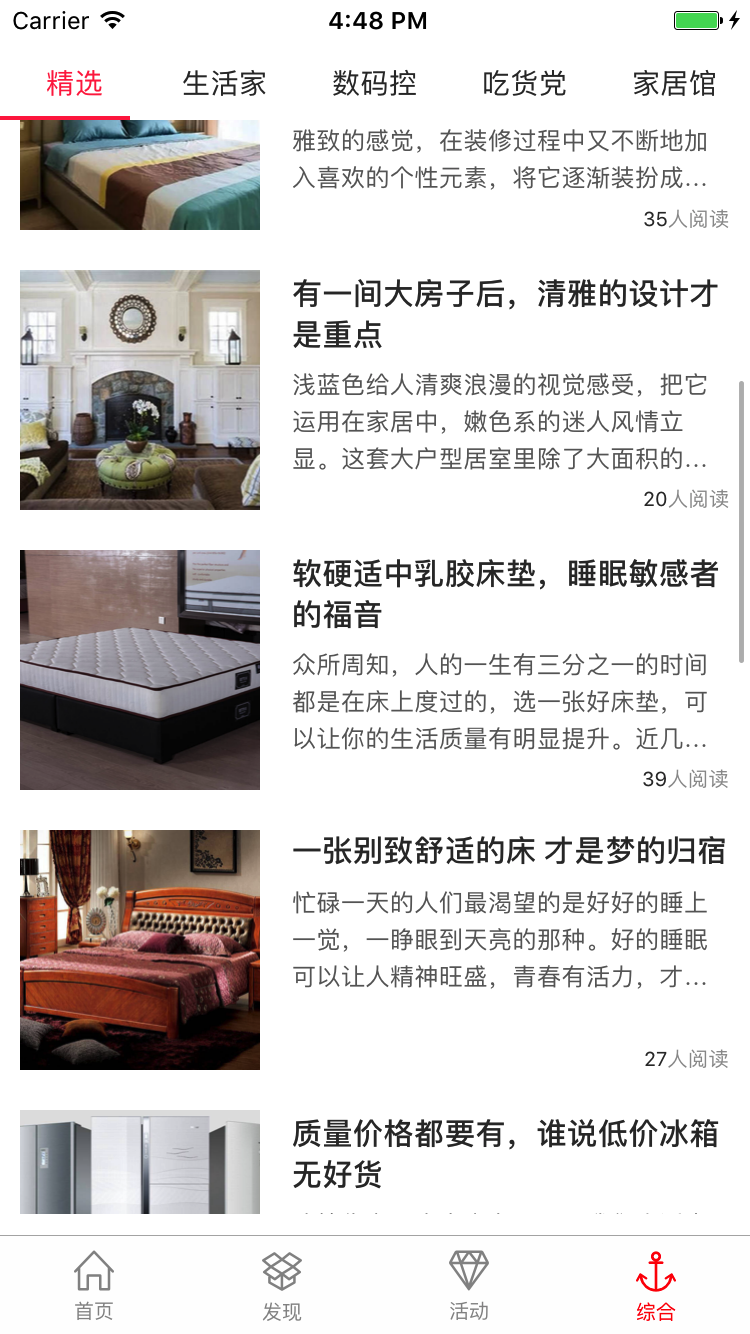 Carrier 4:48 PM
精选 生活家 数码控 吃货党 家居馆
雅致的感觉，在装修过程中又不断地加
入喜欢的个性元素，将它逐渐装扮成...
35人阅读
有一间大房子后，清雅的设计才
是重点
浅蓝色给人清爽浪漫的视觉感受，把它
运用在家居中，嫩色系的迷人风情立
显。这套大户型居室里除了大面积的...
20人阅读
软硬适中乳胶床垫，睡眠敏感者
的福音
众所周知，人的一生有三分之一的时间
都是在床上度过的，选一张好床垫，可
以让你的生活质量有明显提升。近几...
39人阅读
一张别致舒适的床 才是梦的归宿
忙碌一天的人们最渴望的是好好的睡上
一觉，一睁眼到天亮的那种。好的睡眠
可以让人精神旺盛，青春有活力，才...
27人阅读
质量价格都要有，谁说低价冰箱
无好货
首页 发现 活动 综合